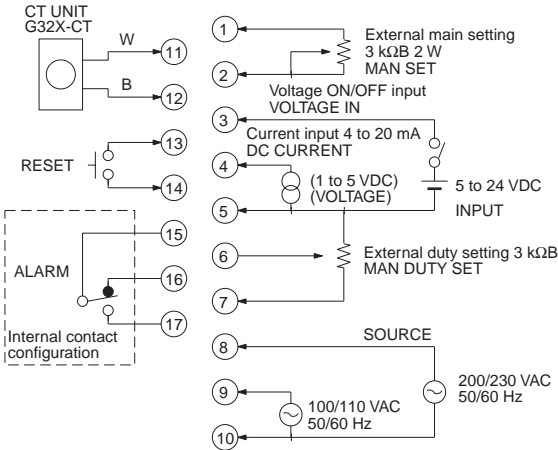 CT UNIT
G32X-CT
W
11
B
12
13
RESET
14
15
ALARM
16
17
Internal contact
configuration
1
External main setting
3 kΩB 2 W
MAN SET
2
Voltage ON/OFF input
VOLTAGE IN
3
Current input 4 to 20 mA
DC CURRENT
4
(1 to 5 VDC)
(VOLTAGE)
5 to 24 VDC
5
INPUT
6
External duty setting 3 kΩB
MAN DUTY SET
7
SOURCE
8
200/230 VAC
50/60 Hz
9
100/110 VAC
50/60 Hz
10